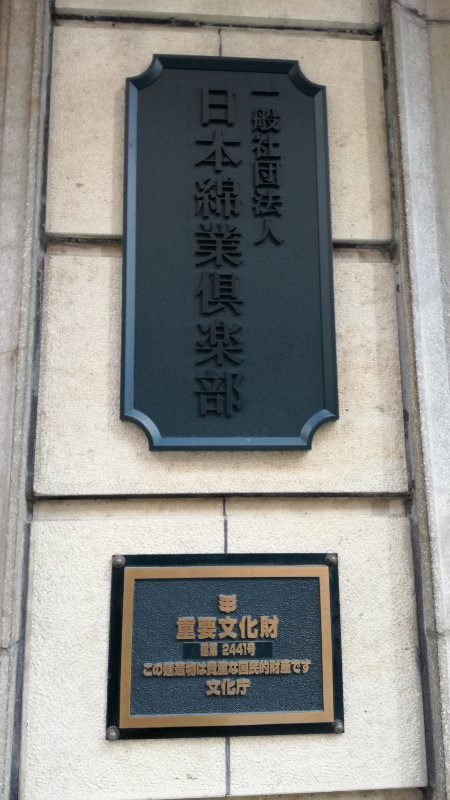 一般社団法人
日本綿業倶楽部
重要文化財
建第 2441号
この建造物は貴重な国民的財産です
文化庁